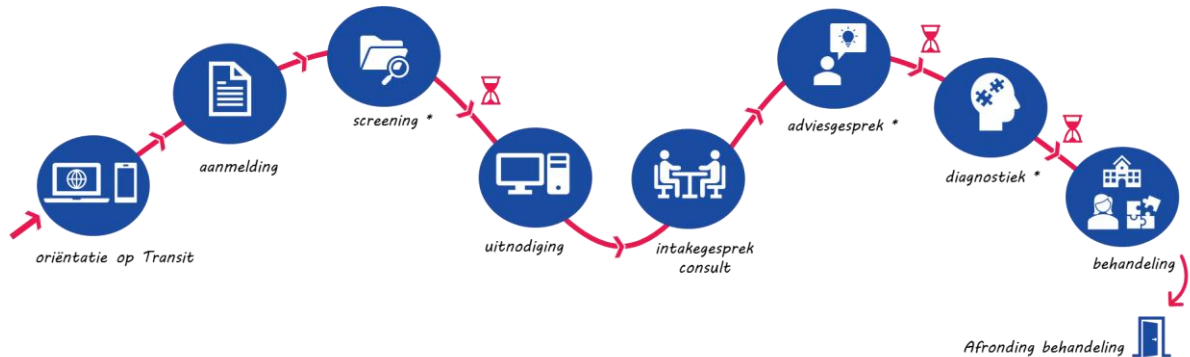 oriëntatie op Transit
aanmelding
screening *
uitnodiging
intakegesprek
consult
adviesgesprek *
diagnostiek *
behandeling
Afronding behandeling